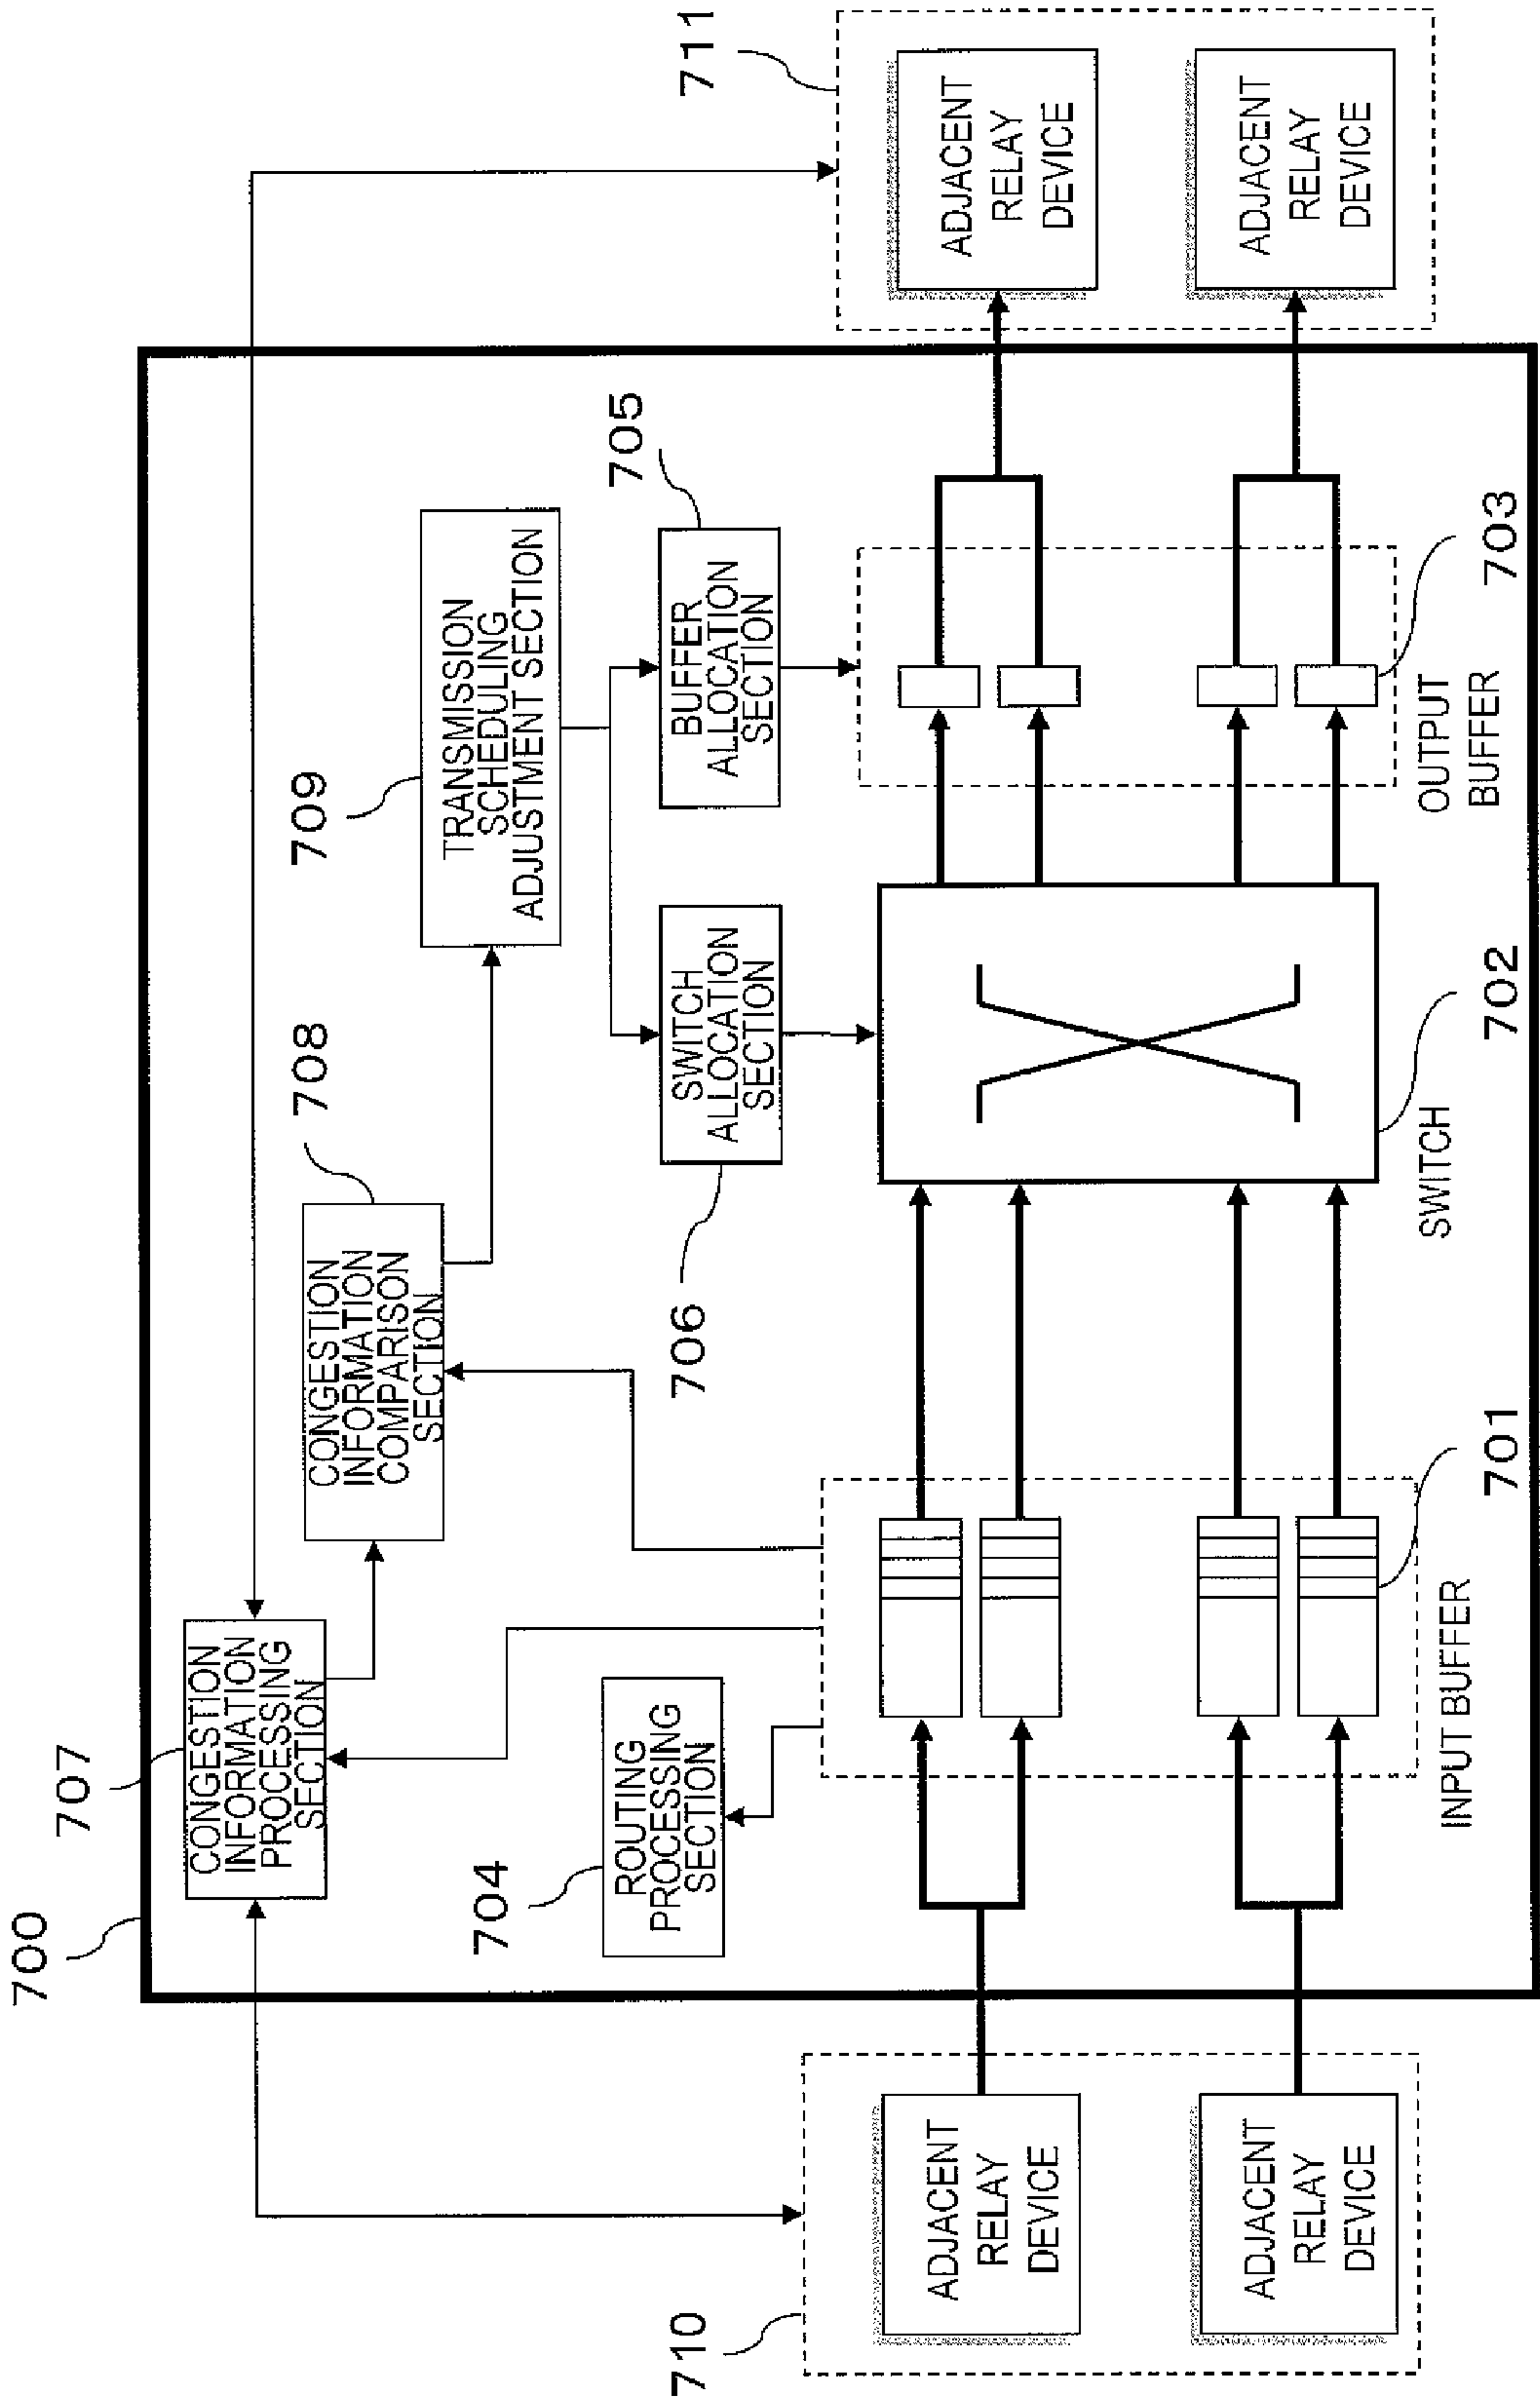 700
707
CONGESTION
INFORMATION
PROCESSING
SECTION
708
CONGESTION
INFORMATION
COMPARISON
SECTION
709
TRANSMISSION
SCHEDULING
ADJUSTMENT SECTION
711
704
ROUTING
PROCESSING
SECTION
706
SWITCH
ALLOCATION
SECTION
705
BUFFER
ALLOCATION
SECTION
710
ADJACENT
RELAY
DEVICE
ADJACENT
RELAY
DEVICE
ADJACENT
RELAY
DEVICE
ADJACENT
RELAY
DEVICE
INPUT BUFFER
701
SWITCH
702
OUTPUT
BUFFER
703